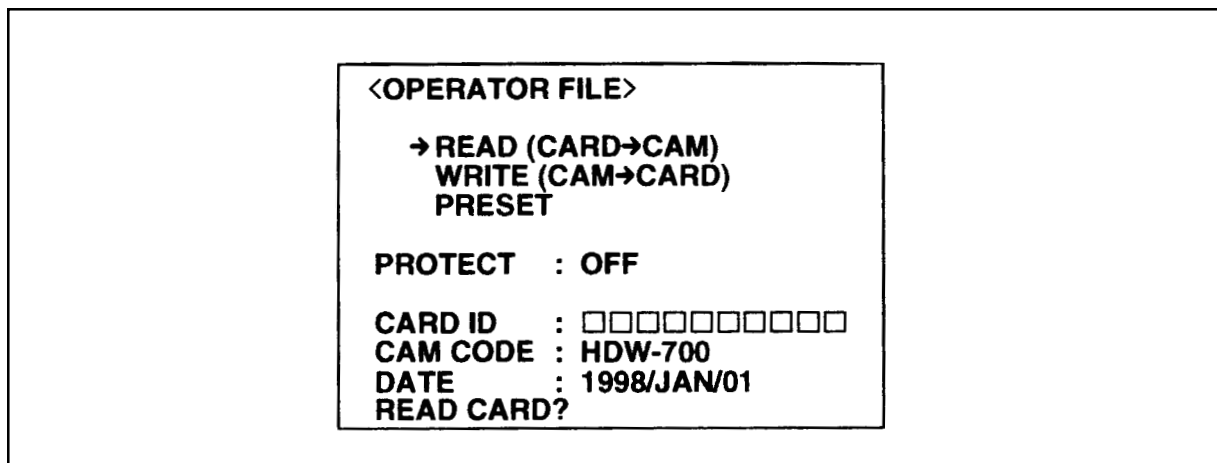 <OPERATOR FILE>
→READ (CARD→CAM)
WRITE (CAM→CARD)
PRESET
PROTECT : OFF
CARD ID : □□□□□□□□□□
CAM CODE : HDW-700
DATE : 1998/JAN/01
READ CARD?